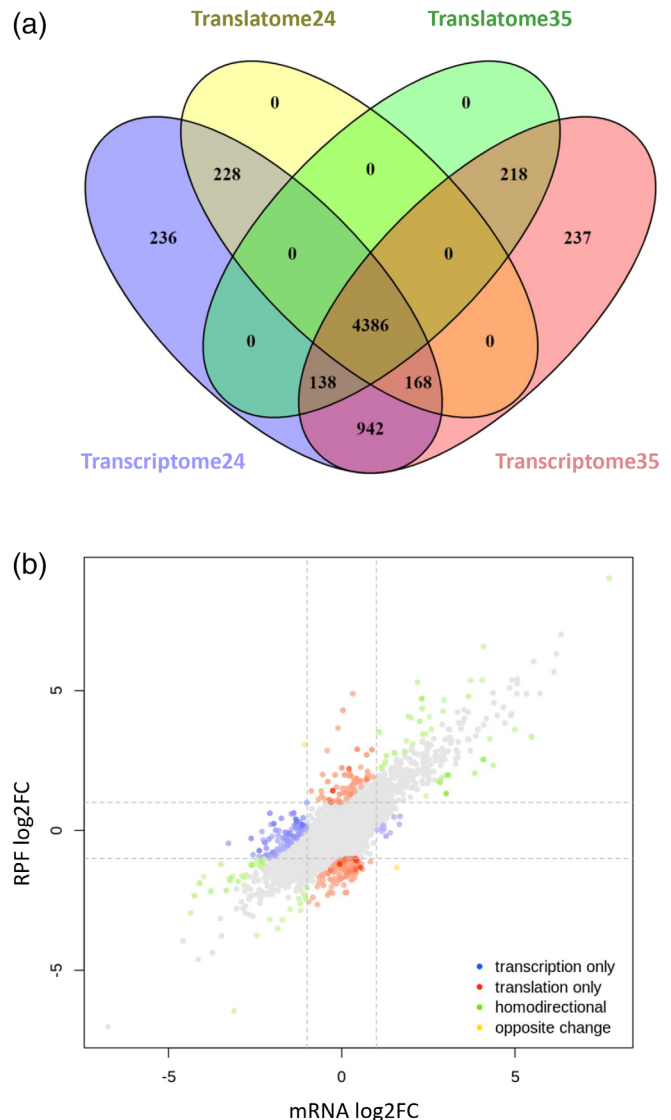 (a)
Translatome24 Translatome35
0 0
228 0 218
236 0 0 237
4386
0 0
138 168
942
Transcriptome24 Transcriptome35
(b)
5
0
-5
RPF log2FC
transcription only
translation only
homodirectional
opposite change
-5 0 5
mRNA log2FC